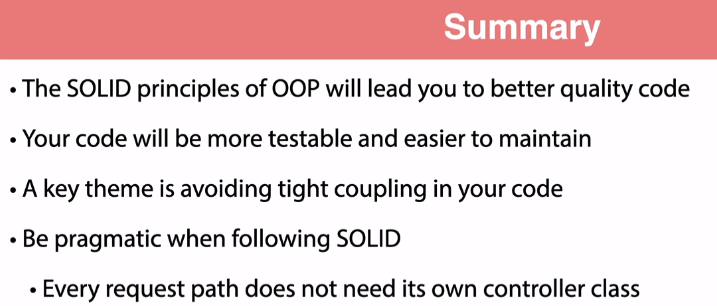 Summary
• The SOLID principles of OOP will lead you to better quality code
• Your code will be more testable and easier to maintain
• A key theme is avoiding tight coupling in your code
• Be pragmatic when following SOLID
• Every request path does not need its own controller class